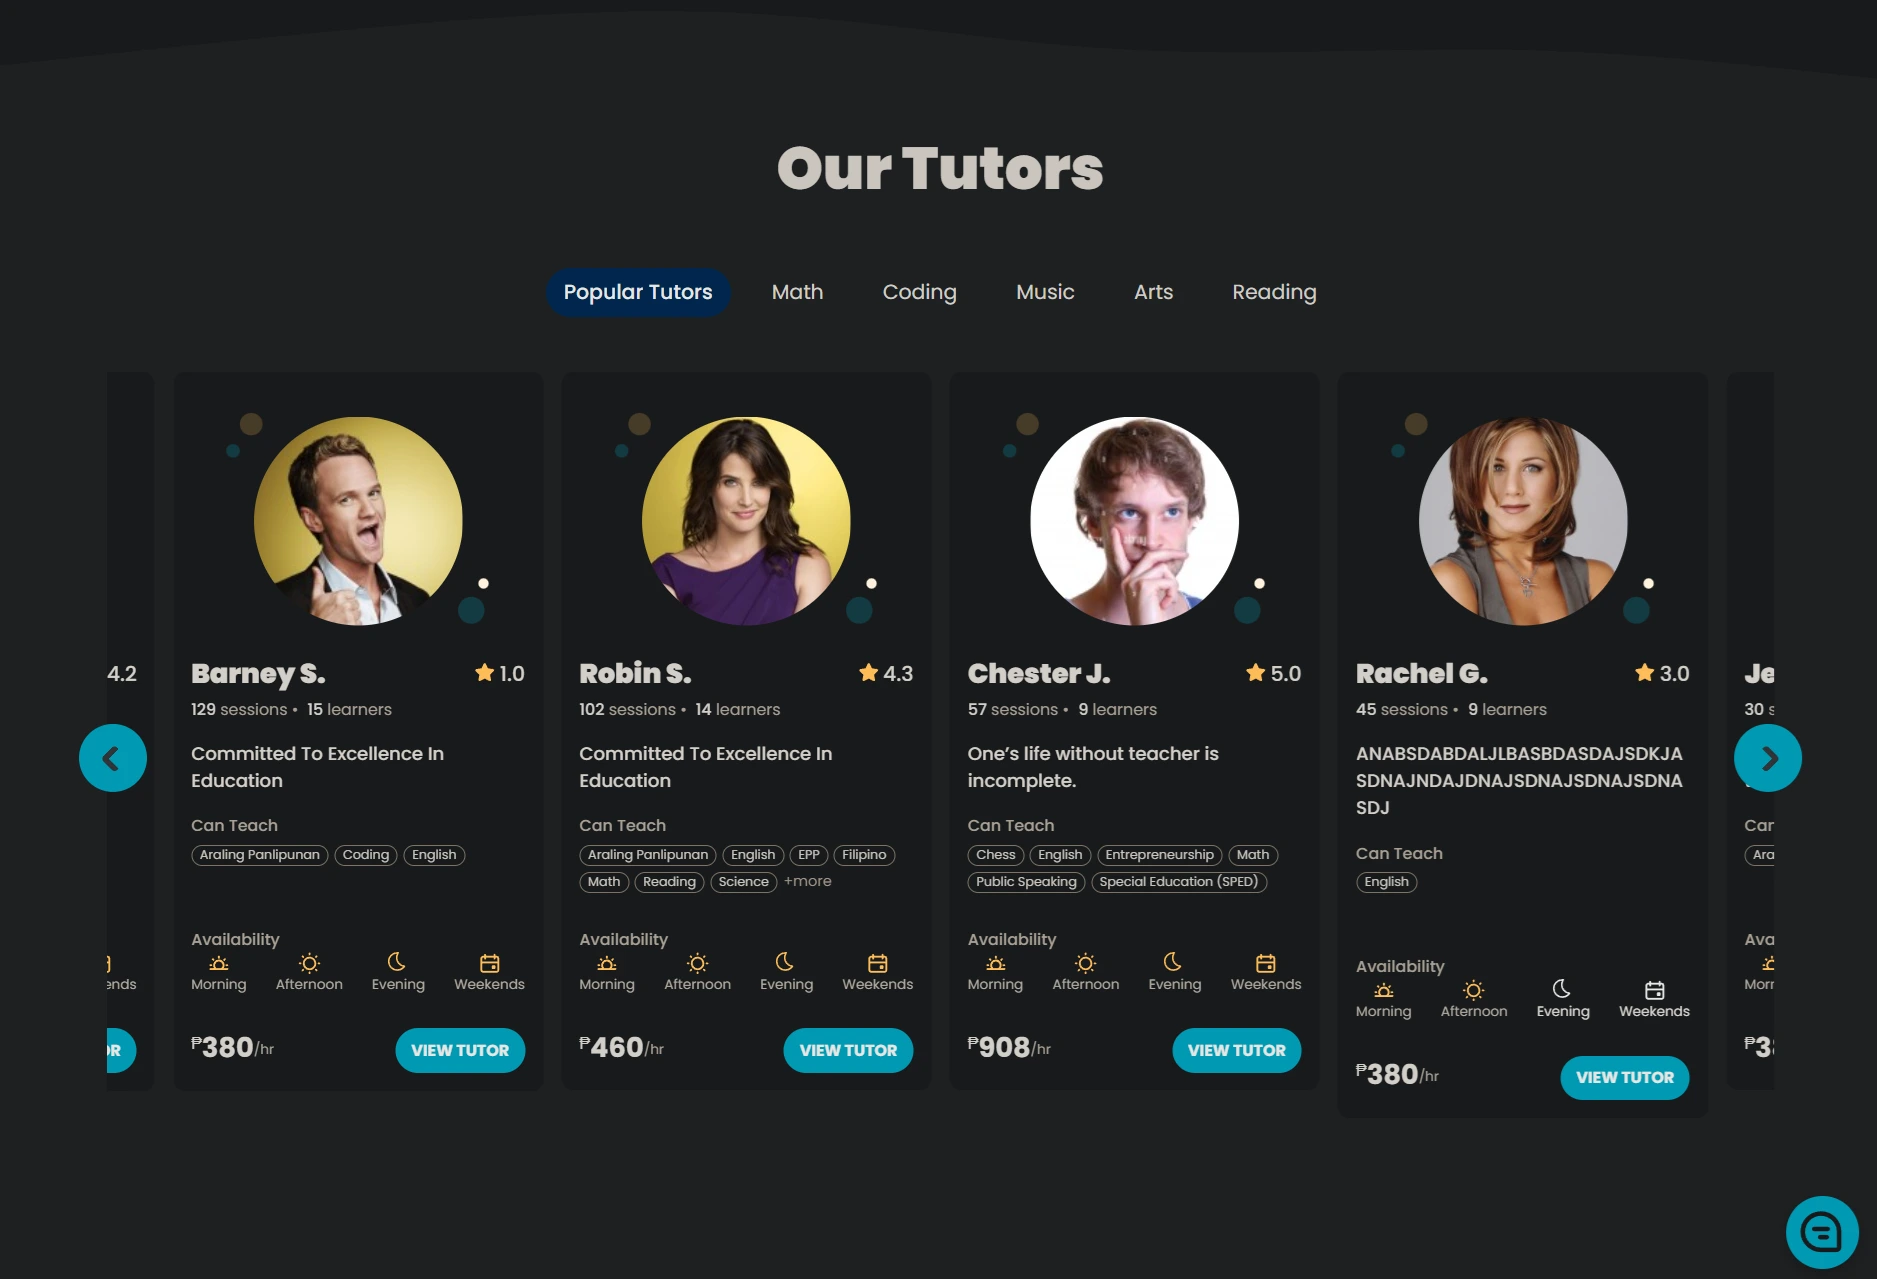 Our Tutors
Popular Tutors
Math
Coding
Music
Arts
Reading
4.2
Barney S.
1.0
129 sessions • 15 learners
Committed To Excellence In
Education
Can Teach
Araling Panlipunan
Coding
English
Availability
Morning
Afternoon
Evening
Weekends
₱380/hr
VIEW TUTOR
Robin S.
4.3
102 sessions • 14 learners
Committed To Excellence In
Education
Can Teach
Araling Panlipunan
English
EPP
Filipino
Math
Reading
Science
+more
Availability
Morning
Afternoon
Evening
Weekends
₱460/hr
VIEW TUTOR
Chester J.
5.0
57 sessions • 9 learners
One’s life without teacher is
incomplete.
Can Teach
Chess
English
Entrepreneurship
Math
Public Speaking
Special Education (SPED)
Availability
Morning
Afternoon
Evening
Weekends
₱908/hr
VIEW TUTOR
Rachel G.
3.0
45 sessions • 9 learners
ANABSDABDALJLBASBDASDAJSDKJA
SDNAJNDAJDNAJSDNAJSDNAJSDNA
SDJ
Can Teach
English
Availability
Morning
Afternoon
Evening
Weekends
₱380/hr
VIEW TUTOR
Je
30 s
Car
Ara
Ava
Morr